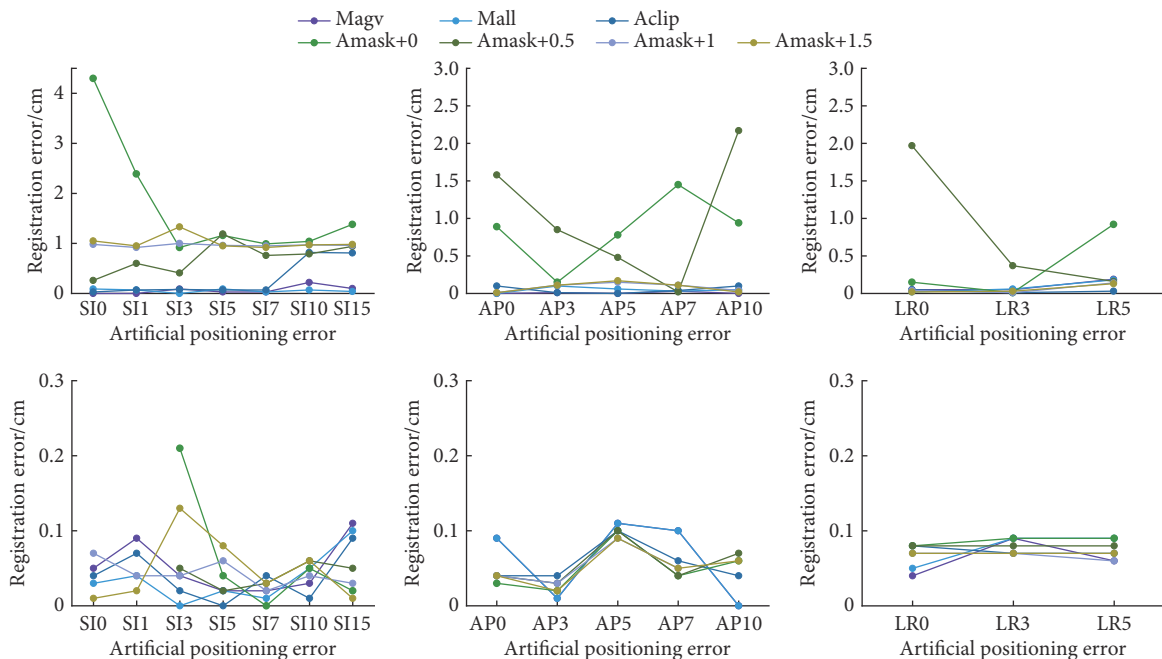 Magv Mall Aclip
Amask+0 Amask+0.5 Amask+1 Amask+1.5
Registration error/cm
4
3
2
1
0
SI0 SI1 SI3 SI5 SI7 SI10 SI15
Artificial positioning error
Registration error/cm
3.0
2.5
2.0
1.5
1.0
0.5
0
AP0 AP3 AP5 AP7 AP10
Artificial positioning error
Registration error/cm
3.0
2.5
2.0
1.5
1.0
0.5
0
LR0 LR3 LR5
Artificial positioning error
Registration error/cm
0.3
0.2
0.1
0
SI0 SI1 SI3 SI5 SI7 SI10 SI15
Artificial positioning error
Registration error/cm
0.3
0.2
0.1
0
AP0 AP3 AP5 AP7 AP10
Artificial positioning error
Registration error/cm
0.3
0.2
0.1
0
LR0 LR3 LR5
Artificial positioning error